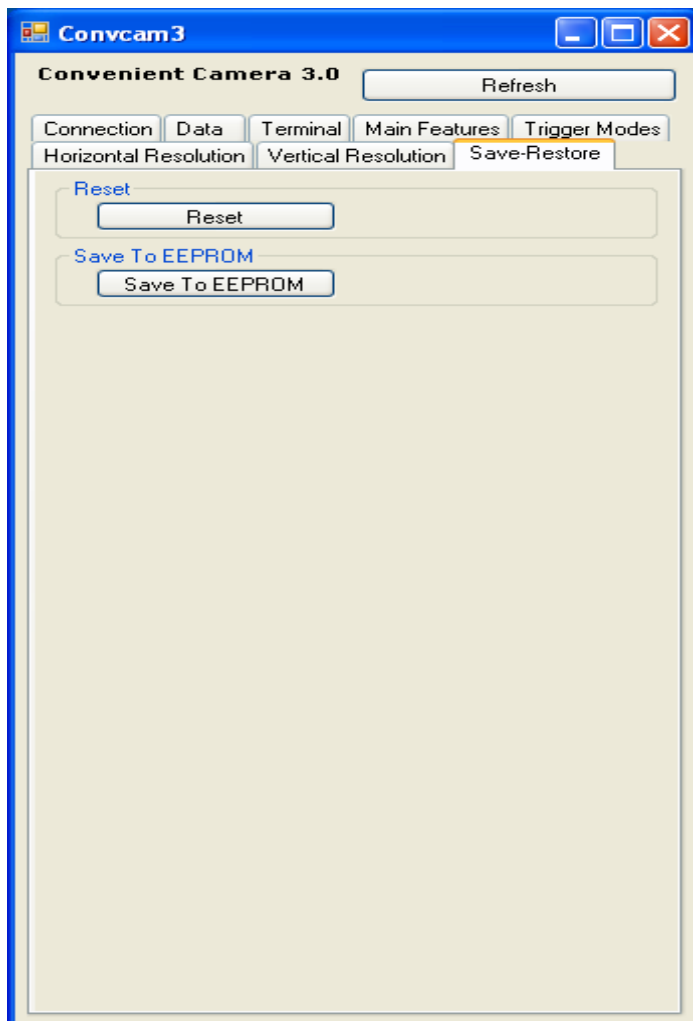 Convcam3
Convenient Camera 3.0
Refresh
Connection Data Terminal Main Features Trigger Modes
Horizontal Resolution Vertical Resolution Save-Restore
Reset
Reset
Save To EEPROM
Save To EEPROM